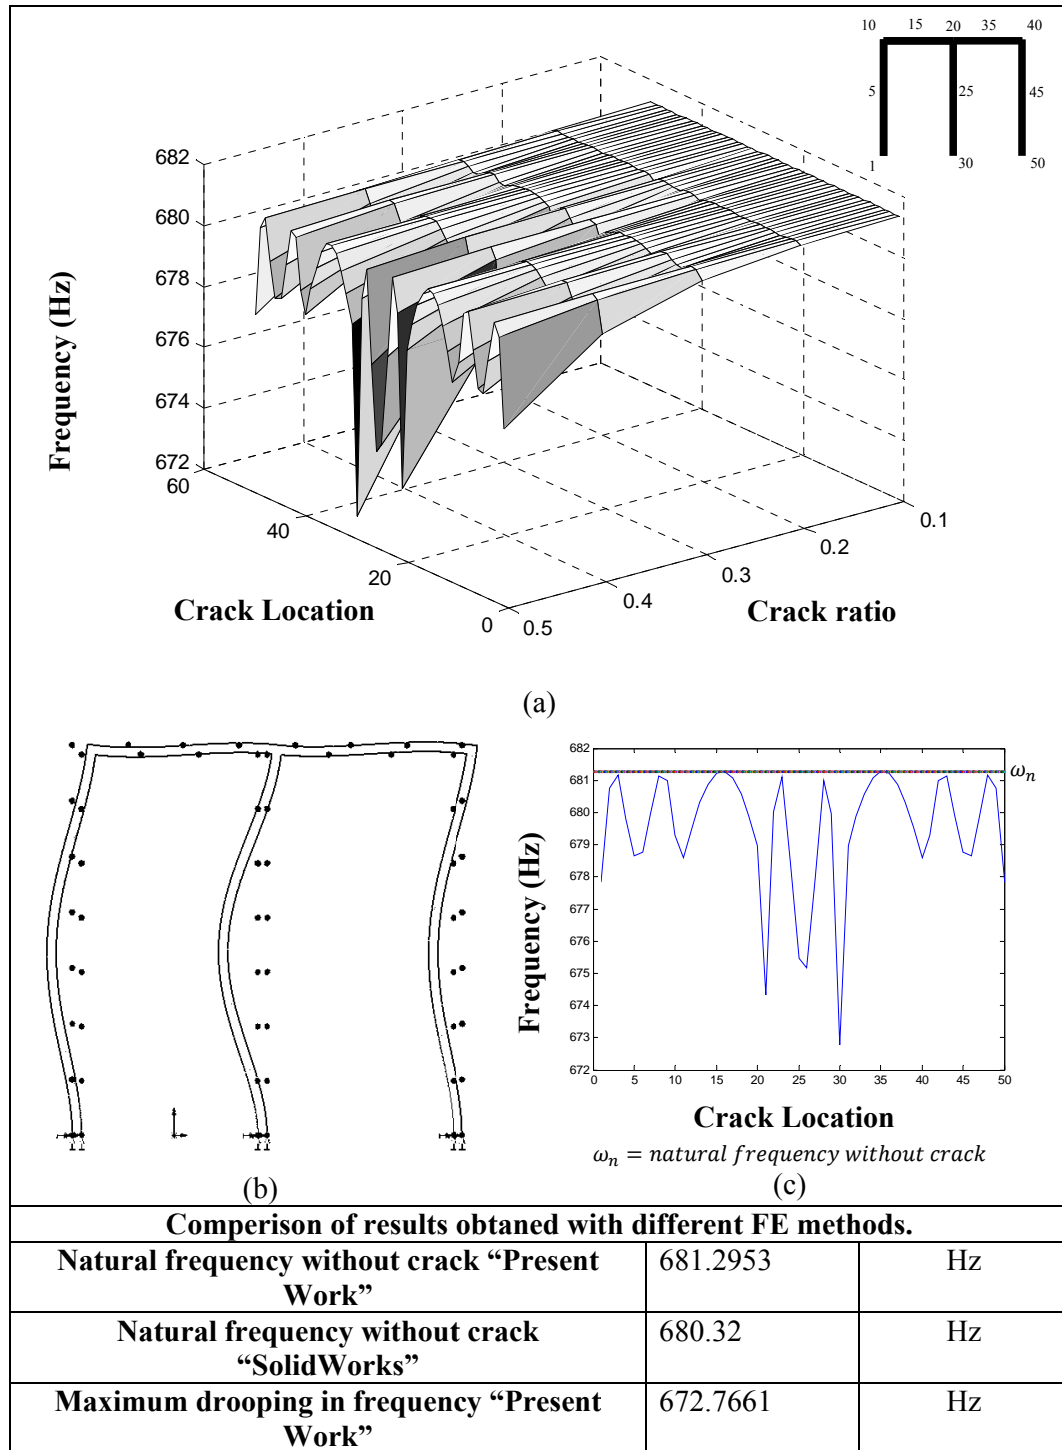 10 15 20 35 40
5 25 45
1 30 50
682
680
678
676
674
672
60
40
20
0
0.5
0.4
0.3
0.2
0.1
Frequency (Hz)
Crack Location
Crack ratio
(a)
(b)
682
681
680
679
678
677
676
675
674
673
672
0 5 10 15 20 25 30 35 40 45 50
ωₙ
Frequency (Hz)
Crack Location
ωₙ = natural frequency without crack
(c)
Comperison of results obtaned with different FE methods.
Natural frequency without crack “Present
Work”
681.2953 Hz
Natural frequency without crack
“SolidWorks”
680.32 Hz
Maximum drooping in frequency “Present
Work”
672.7661 Hz